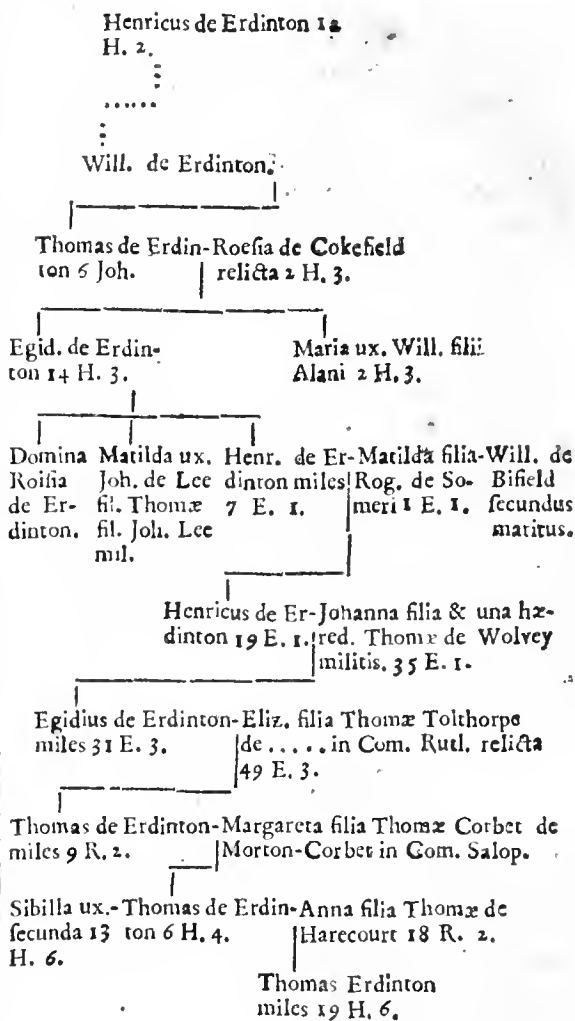 Henricus de Erdinton 12
H. 2.
Will. de Erdinton.
Thomas de Erdin-Roeſia de Cokefield
ton 6 Joh. relicta 2 H. 3.
Egid. de Erdin-
ton 14 H. 3.
Maria ux. Will. filii
Alani 2 H. 3.
Domina
Roiſia
de Er-
dinton.
Matilda ux.
Joh. de Lee
fil. Thomæ
fil. Joh. Lee
mil.
Henr. de Er-Matilda filia-Will. de
dinton miles Rog. de So- Bifield
7 E. 1. meri 1 E. 1. ſecundus
maritus.
Henricus de Er-Johanna filia & una hæ-
dinton 19 E. 1. red. Thomæ de Wolvey
militis. 35 E. 1.
Egidius de Erdinton-Eliz. filia Thomæ Tolthorpe
miles 31 E. 3. de ..... in Com. Rutl. relicta
49 E. 3.
Thomas de Erdinton-Margareta filia Thomæ Corbet de
miles 9 R. 2. Morton-Corbet in Com. Salop.
Sibilla ux.-Thomas de Erdin-Anna filia Thomæ de
ſecunda 13 ton 6 H. 4. Harecourt 18 R. 2.
H. 6.
Thomas Erdinton
miles 19 H. 6.